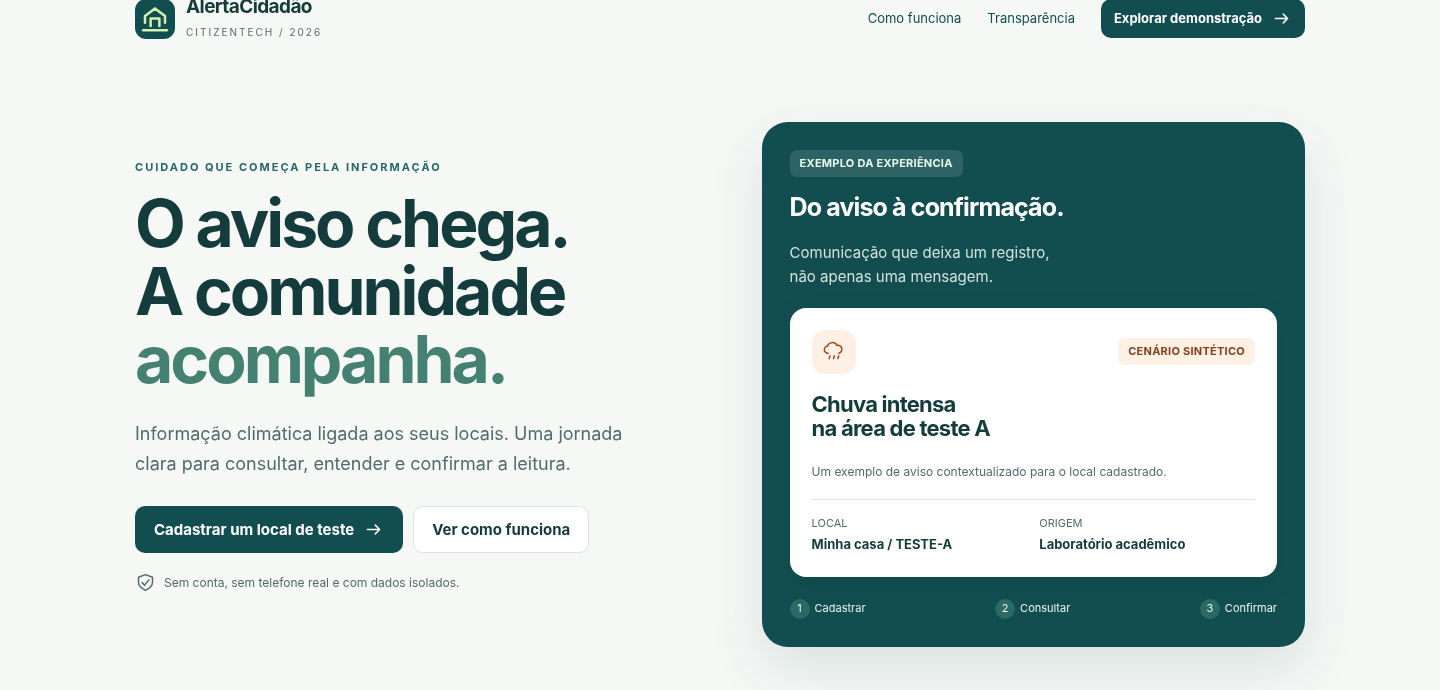 AlertaCidadão
CITIZENTECH / 2026
Como funciona
Transparência
Explorar demonstração
CUIDADO QUE COMEÇA PELA INFORMAÇÃO
O aviso chega.
A comunidade
acompanha.
Informação climática ligada aos seus locais. Uma jornada
clara para consultar, entender e confirmar a leitura.
Cadastrar um local de teste
Ver como funciona
Sem conta, sem telefone real e com dados isolados.
EXEMPLO DA EXPERIÊNCIA
Do aviso à confirmação.
Comunicação que deixa um registro,
não apenas uma mensagem.
CENÁRIO SINTÉTICO
Chuva intensa
na área de teste A
Um exemplo de aviso contextualizado para o local cadastrado.
LOCAL
Minha casa / TESTE-A
ORIGEM
Laboratório acadêmico
1 Cadastrar
2 Consultar
3 Confirmar